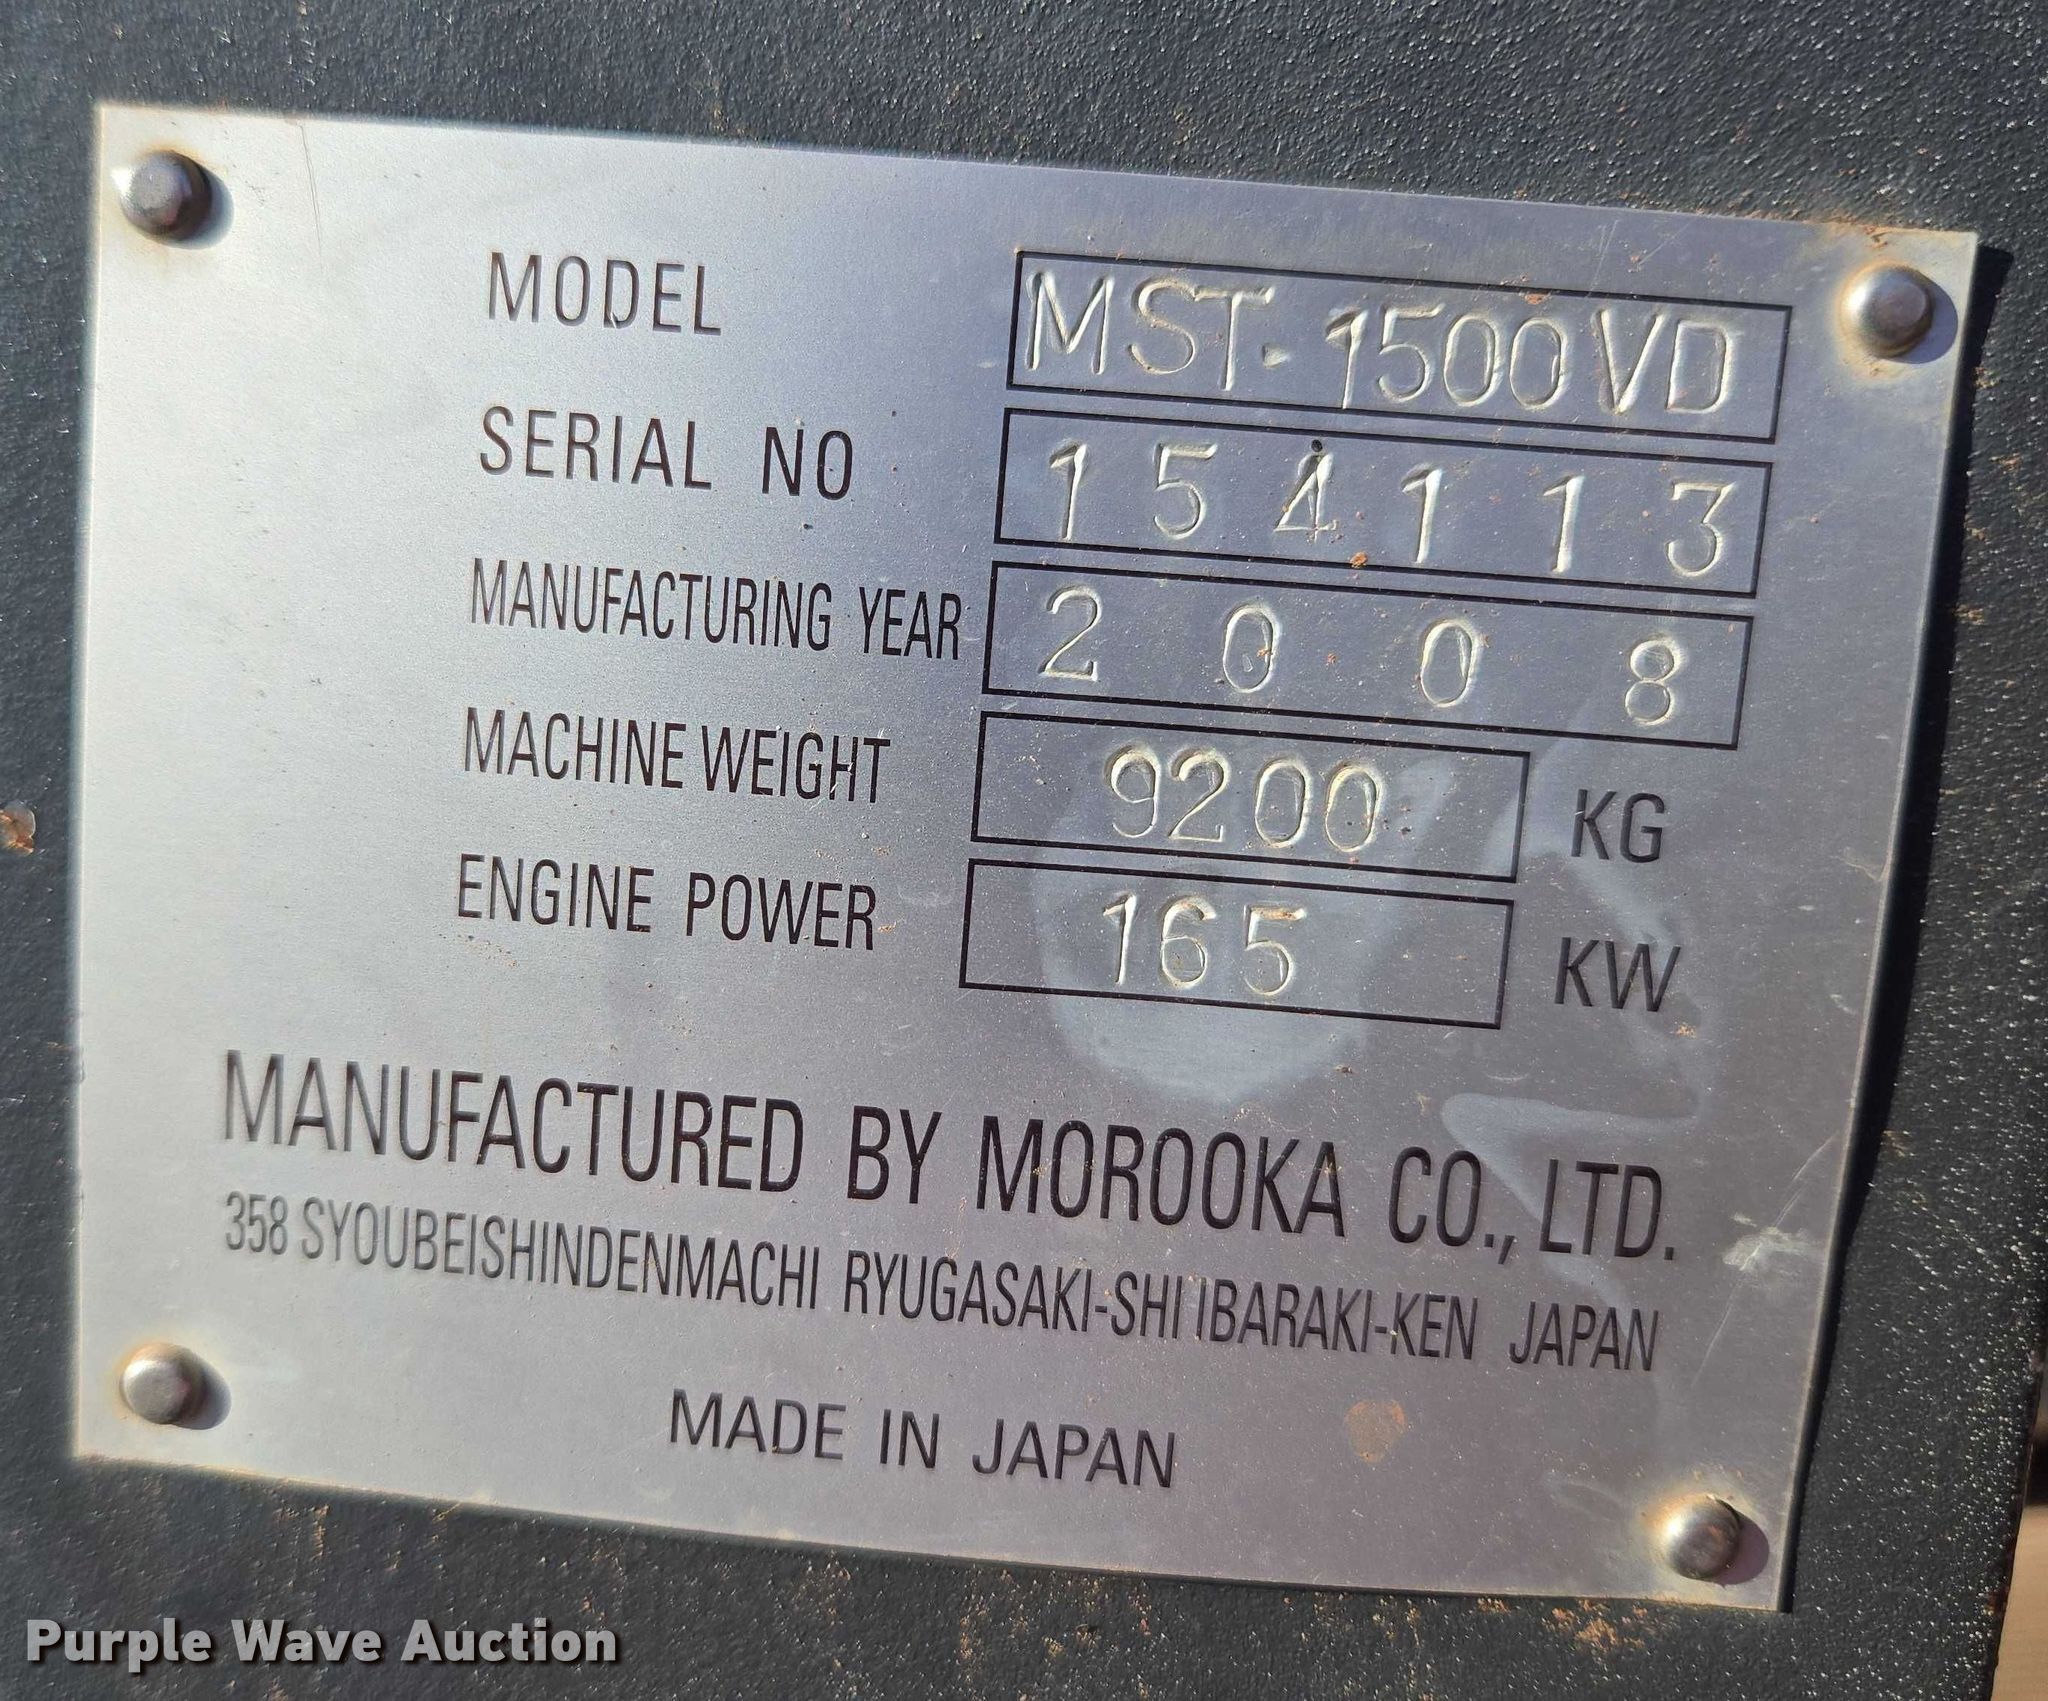 MODEL MST-1500VD
SERIAL NO 154113
MANUFACTURING YEAR 2008
MACHINE WEIGHT 9200 KG
ENGINE POWER 165 KW
MANUFACTURED BY MOROOKA CO., LTD.
358 SYOUBEISHINDENMACHI RYUGASAKI-SHI IBARAKI-KEN JAPAN
MADE IN JAPAN
Purple Wave Auction